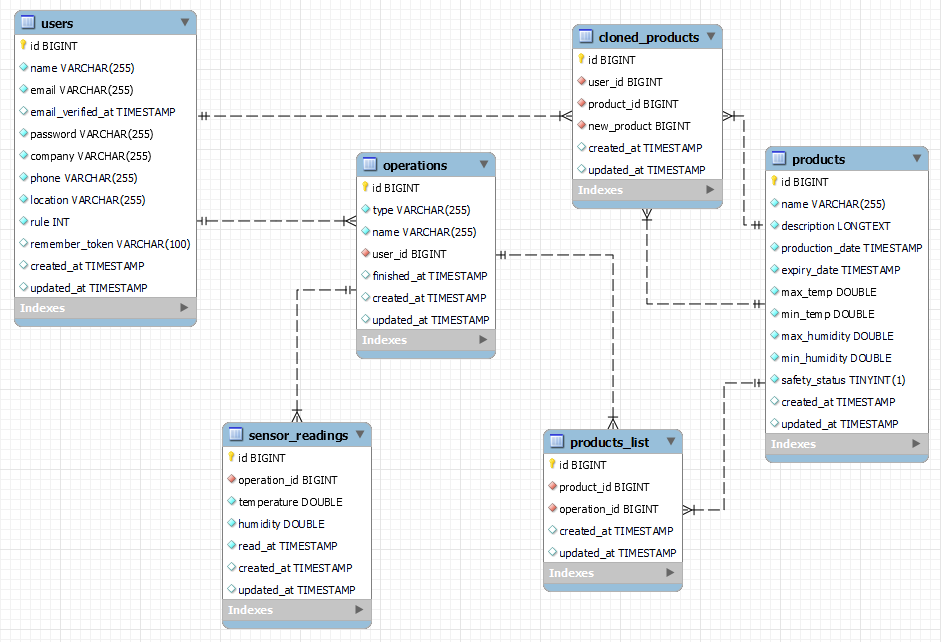 users
id BIGINT
name VARCHAR(255)
email VARCHAR(255)
email_verified_at TIMESTAMP
password VARCHAR(255)
company VARCHAR(255)
phone VARCHAR(255)
location VARCHAR(255)
rule INT
remember_token VARCHAR(100)
created_at TIMESTAMP
updated_at TIMESTAMP
Indexes
operations
id BIGINT
type VARCHAR(255)
name VARCHAR(255)
user_id BIGINT
finished_at TIMESTAMP
created_at TIMESTAMP
updated_at TIMESTAMP
Indexes
cloned_products
id BIGINT
user_id BIGINT
product_id BIGINT
new_product BIGINT
created_at TIMESTAMP
updated_at TIMESTAMP
Indexes
products
id BIGINT
name VARCHAR(255)
description LONGTEXT
production_date TIMESTAMP
expiry_date TIMESTAMP
max_temp DOUBLE
min_temp DOUBLE
max_humidity DOUBLE
min_humidity DOUBLE
safety_status TINYINT(1)
created_at TIMESTAMP
updated_at TIMESTAMP
Indexes
sensor_readings
id BIGINT
operation_id BIGINT
temperature DOUBLE
humidity DOUBLE
read_at TIMESTAMP
created_at TIMESTAMP
updated_at TIMESTAMP
Indexes
products_list
id BIGINT
product_id BIGINT
operation_id BIGINT
created_at TIMESTAMP
updated_at TIMESTAMP
Indexes